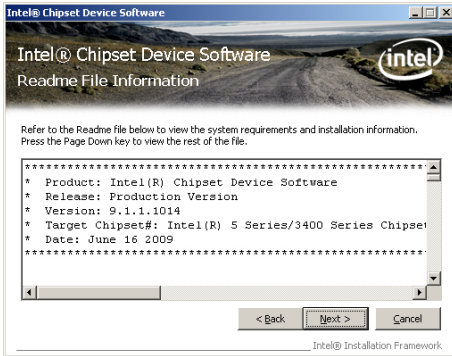 Intel® Chipset Device Software
Intel® Chipset Device Software
intel
Readme File Information
Refer to the Readme file below to view the system requirements and installation information.
Press the Page Down key to view the rest of the file.
************************************************************
* Product: Intel(R) Chipset Device Software
* Release: Production Version
* Version: 9.1.1.1014
* Target Chipset#: Intel(R) 5 Series/3400 Series Chipset
* Date: June 16 2009
************************************************************
< Back Next > Cancel
Intel® Installation Framework